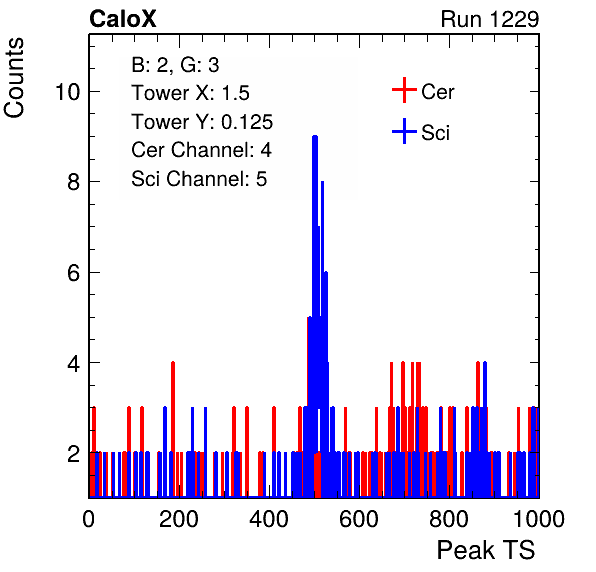 CaloX Run 1229
Counts
B: 2, G: 3
Tower X: 1.5
Tower Y: 0.125
Cer Channel: 4
Sci Channel: 5
Cer
Sci
10
8
6
4
2
0 200 400 600 800 1000
Peak TS